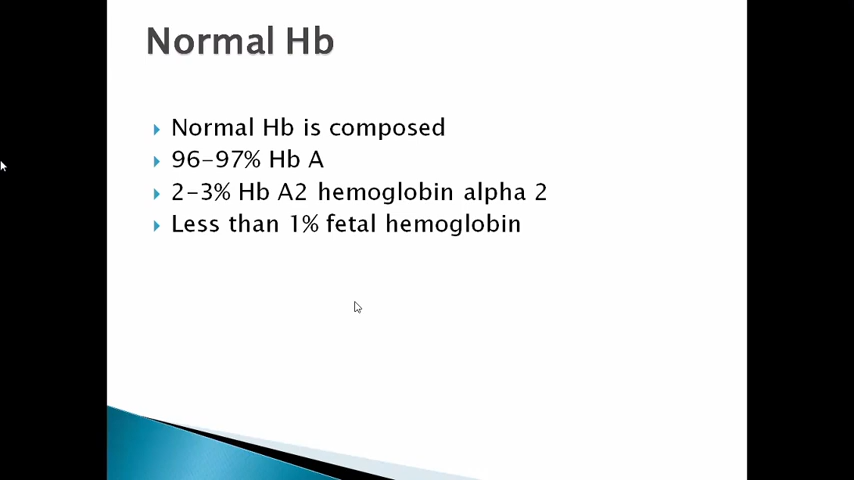 Normal Hb
Normal Hb is composed
96-97% Hb A
2-3% Hb A2 hemoglobin alpha 2
Less than 1% fetal hemoglobin